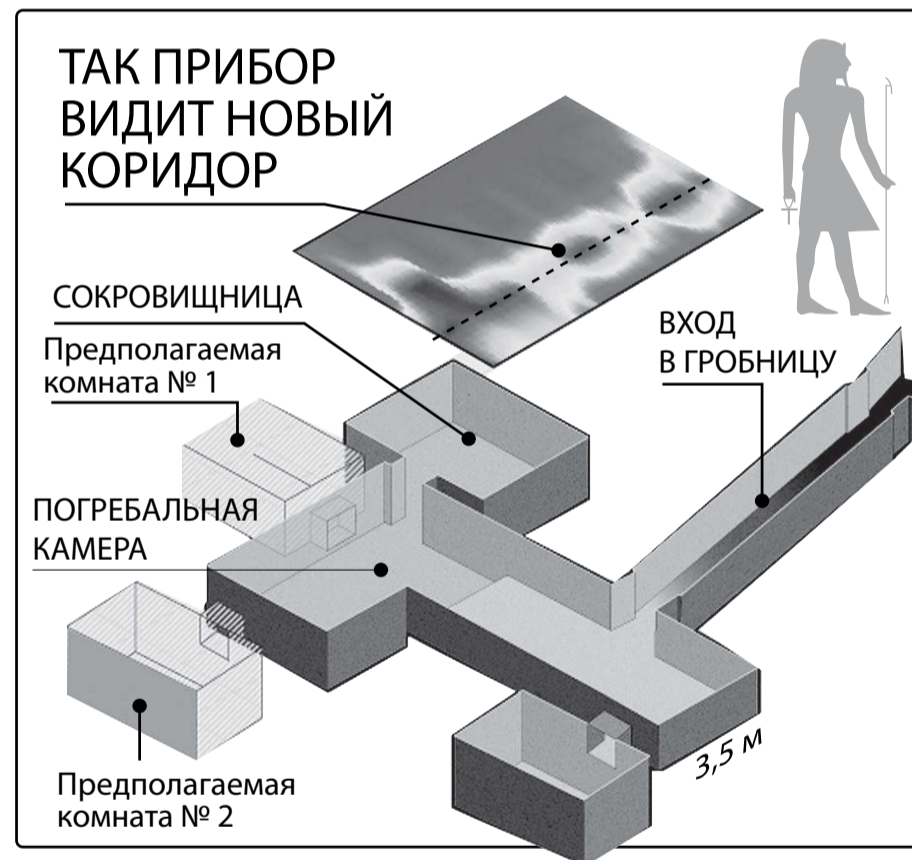 ТАК ПРИБОР
ВИДИТ НОВЫЙ
КОРИДОР
СОКРОВИЩНИЦА
Предполагаемая
комната № 1
ВХОД
В ГРОБНИЦУ
ПОГРЕБАЛЬНАЯ
КАМЕРА
Предполагаемая
комната № 2
3,5 м